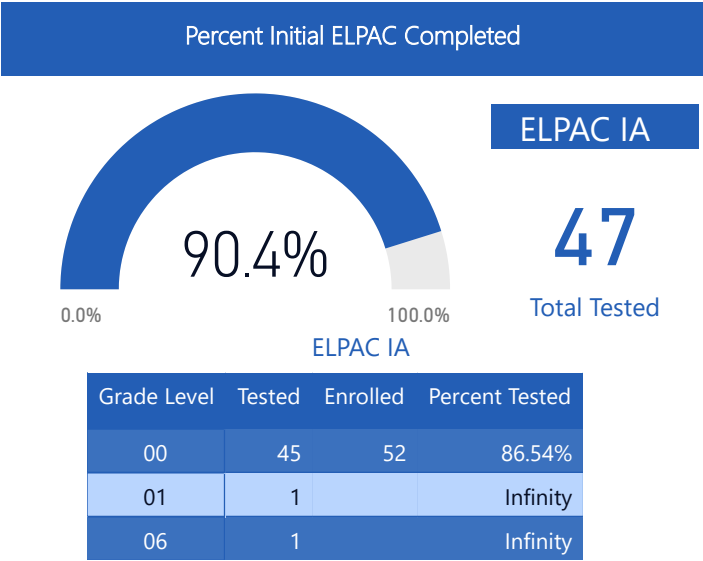 Percent Initial ELPAC Completed
ELPAC IA
90.4%
0.0%
100.0%
47
Total Tested
ELPAC IA
Grade Level Tested Enrolled Percent Tested
00 45 52 86.54%
01 1 Infinity
06 1 Infinity